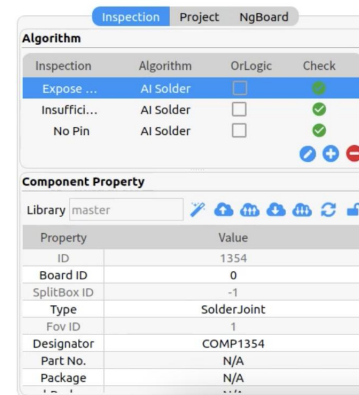 Inspection Project NgBoard
Algorithm
Inspection Algorithm OrLogic Check
Expose ... AI Solder
Insuffici... AI Solder
No Pin AI Solder
Component Property
Library master
Property Value
ID 1354
Board ID 0
SplitBox ID -1
Type SolderJoint
Fov ID 1
Designator COMP1354
Part No. N/A
Package N/A